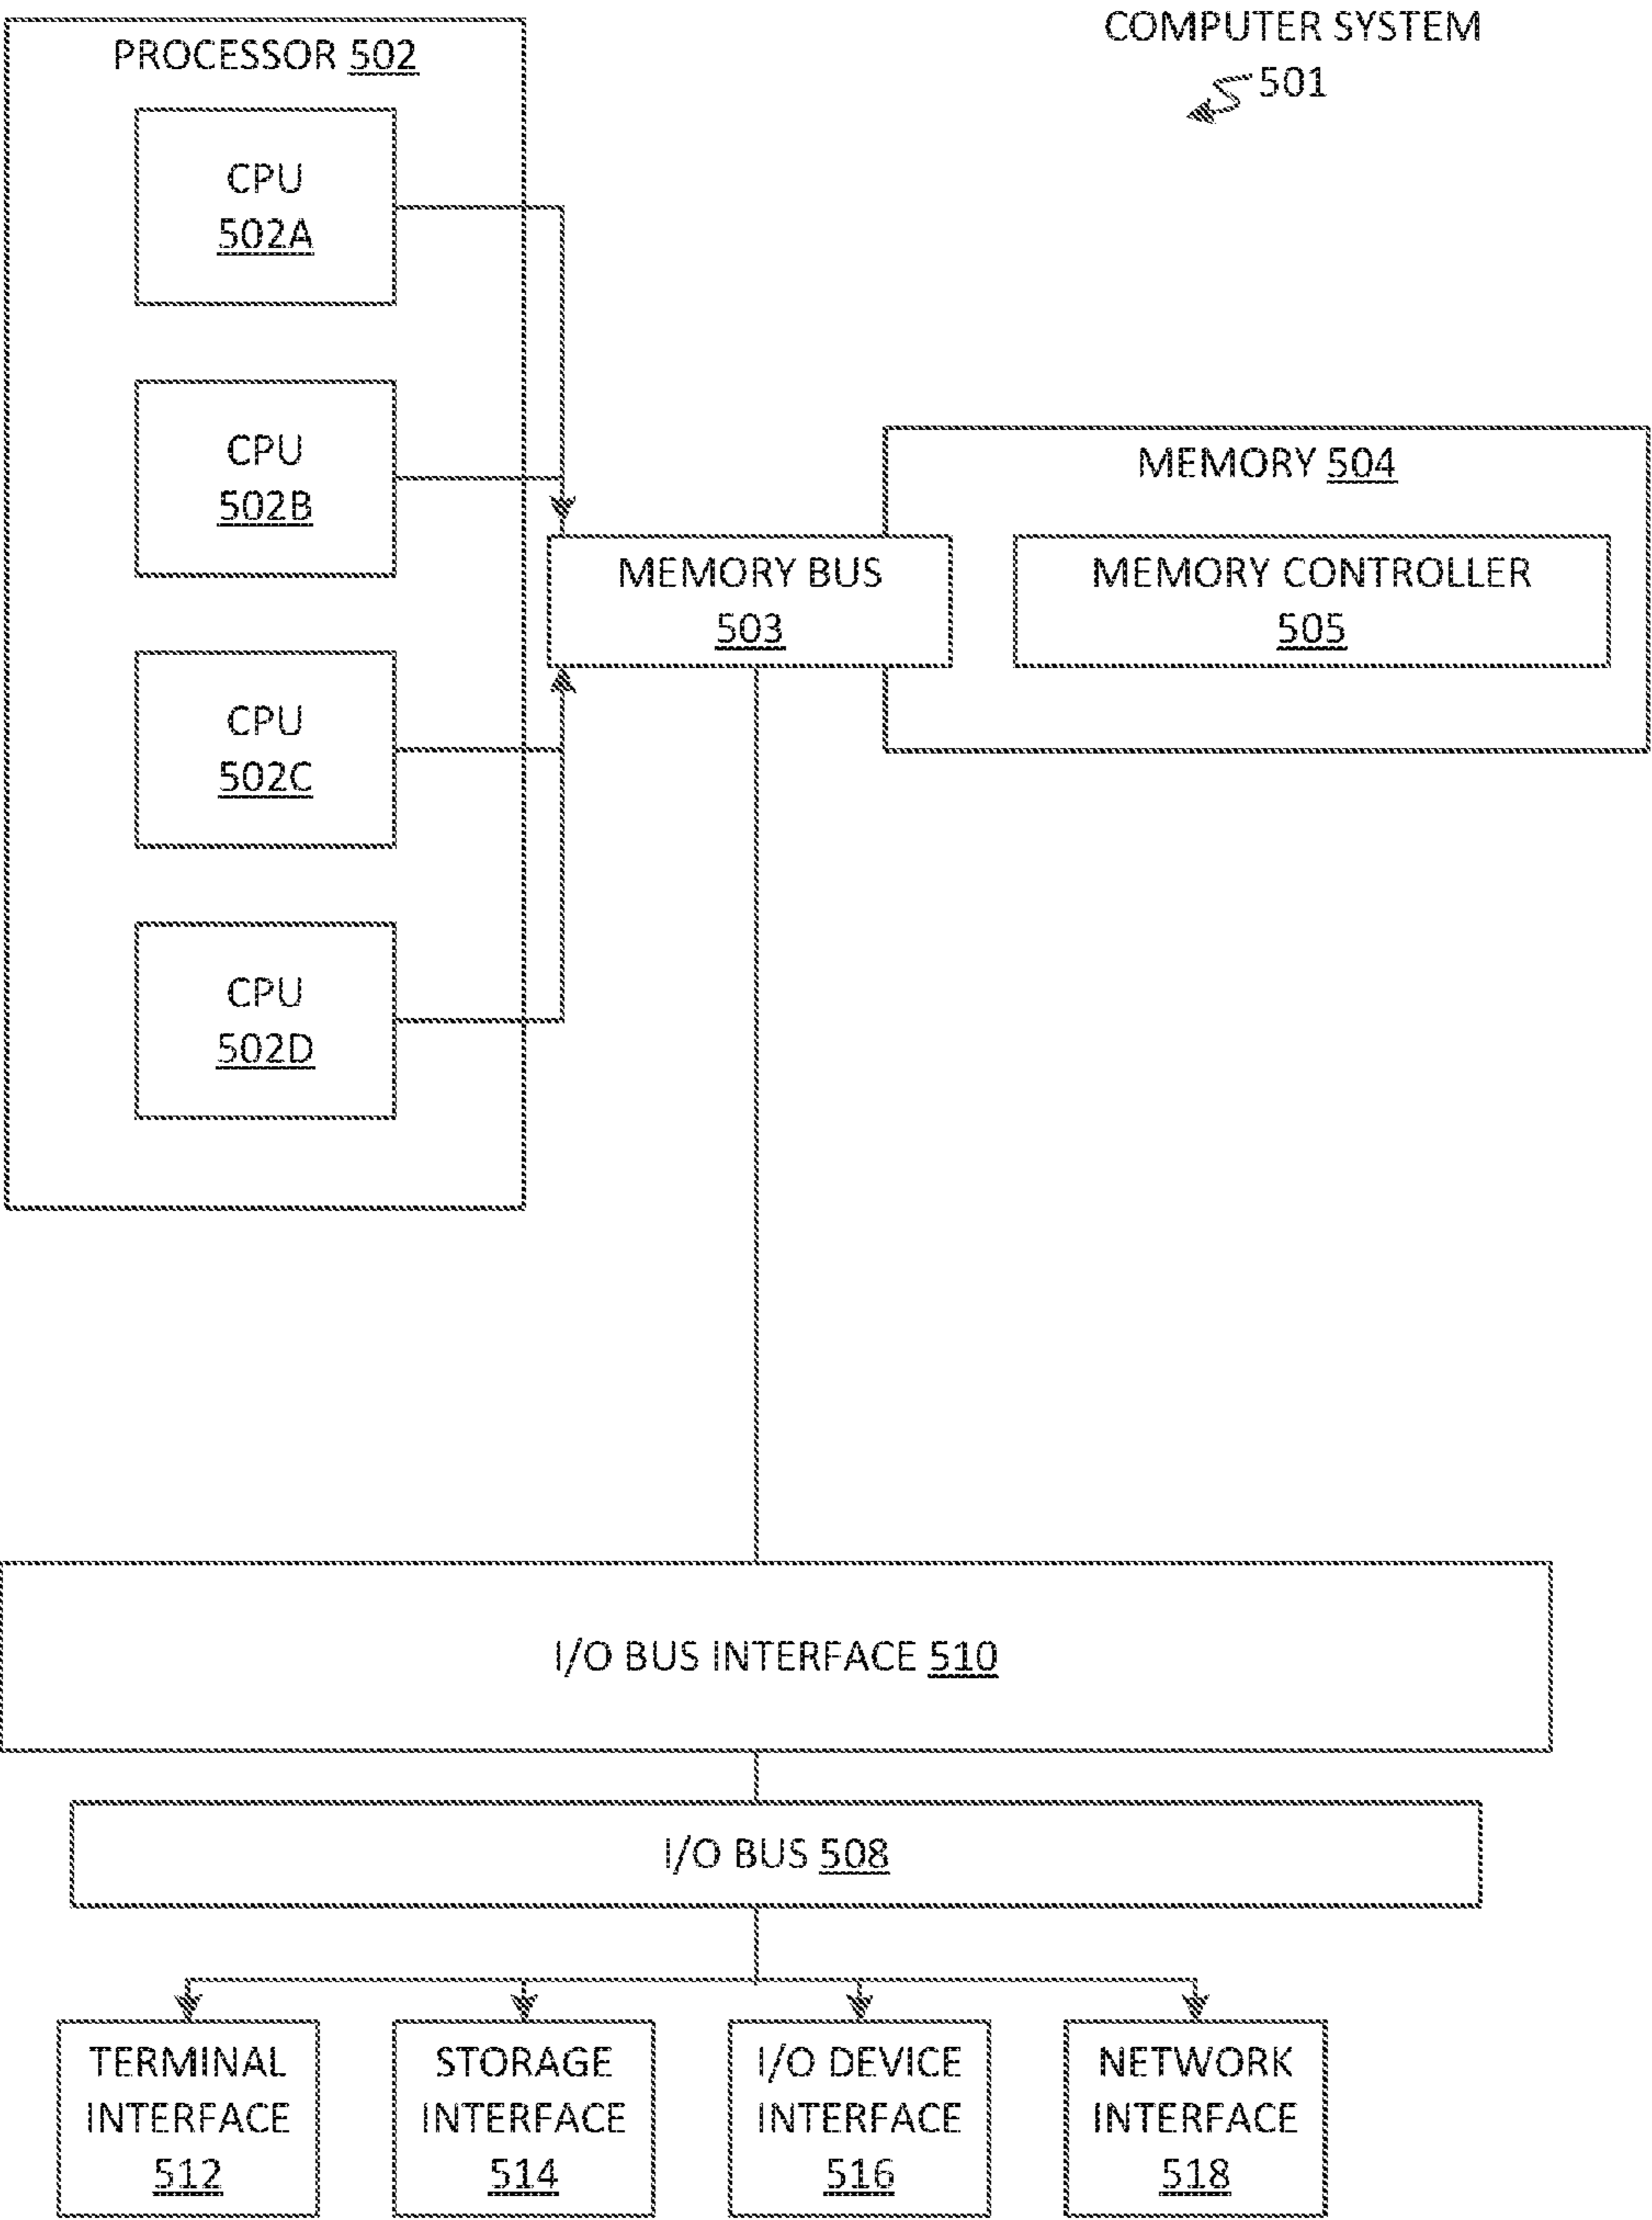 COMPUTER SYSTEM
501
PROCESSOR 502
CPU
502A
CPU
502B
CPU
502C
CPU
502D
MEMORY BUS
503
MEMORY 504
MEMORY CONTROLLER
505
I/O BUS INTERFACE 510
I/O BUS 508
TERMINAL
INTERFACE
512
STORAGE
INTERFACE
514
I/O DEVICE
INTERFACE
516
NETWORK
INTERFACE
518